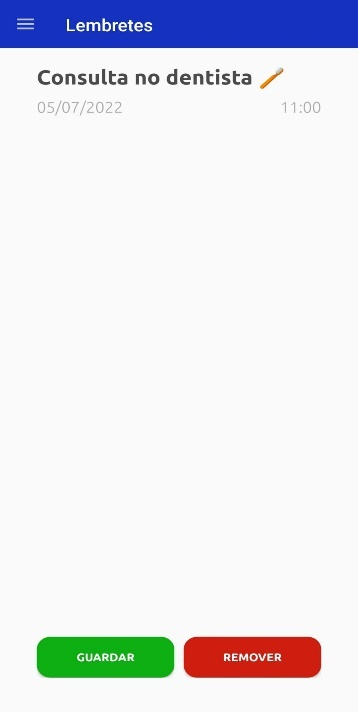 Lembretes
Consulta no dentista 🪥
05/07/2022 11:00
GUARDAR REMOVER